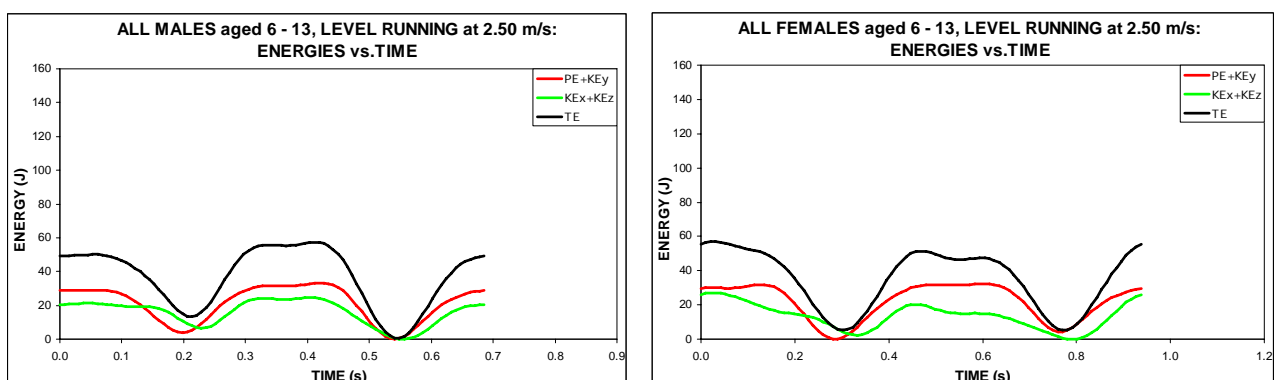 ALL MALES aged 6 - 13, LEVEL RUNNING at 2.50 m/s:
ENERGIES vs.TIME
160
140
120
100
80
60
40
20
0
ENERGY (J)
PE+KEy
KEx+KEz
TE
0.0 0.1 0.2 0.3 0.4 0.5 0.6 0.7 0.8 0.9
TIME (s)
ALL FEMALES aged 6 - 13, LEVEL RUNNING at 2.50 m/s:
ENERGIES vs.TIME
160
140
120
100
80
60
40
20
0
ENERGY (J)
PE+KEy
KEx+KEz
TE
0.0 0.2 0.4 0.6 0.8 1.0 1.2
TIME (s)